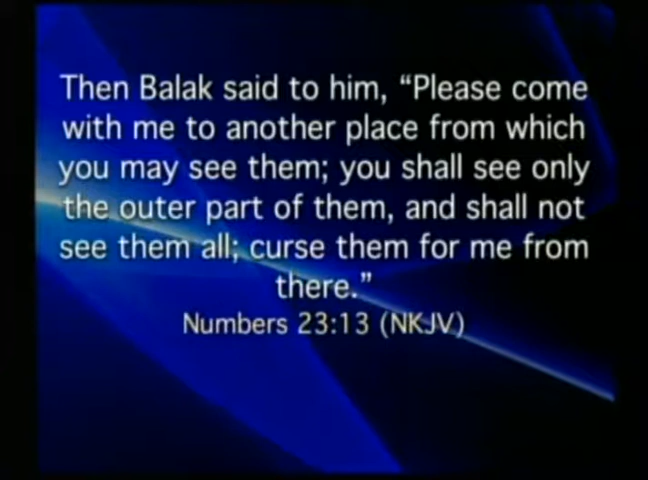 Then Balak said to him, “Please come
with me to another place from which
you may see them; you shall see only
the outer part of them, and shall not
see them all; curse them for me from
there.”
Numbers 23:13 (NKJV)